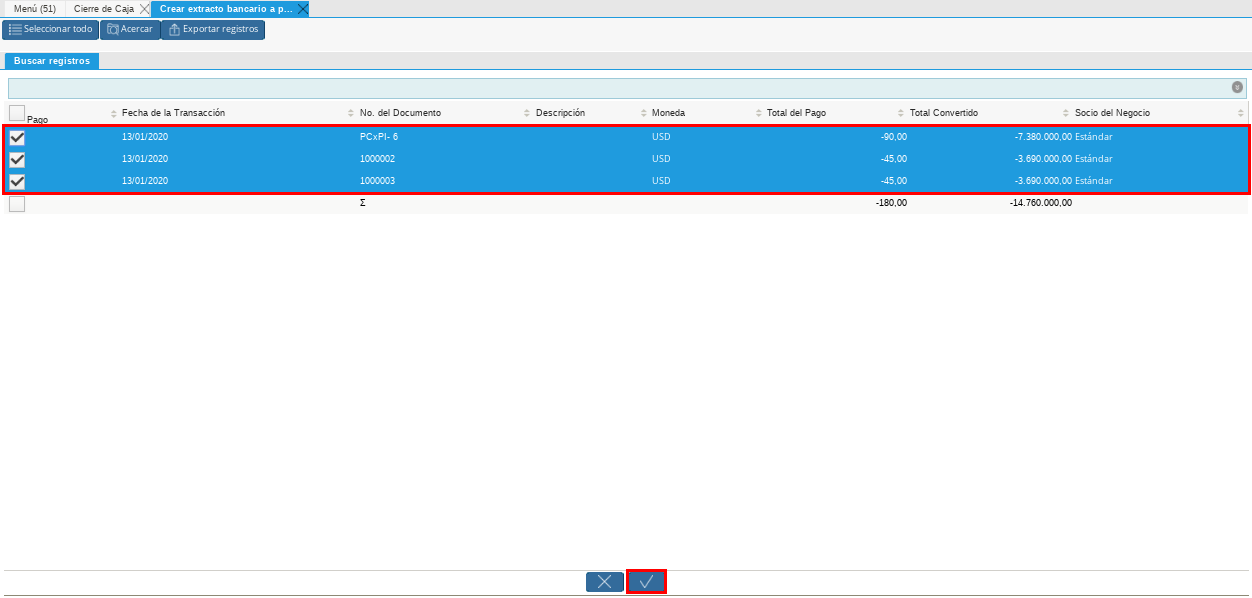 Menú (51) Cierre de Caja Crear extracto bancario a p...
Seleccionar todo Acercar Exportar registros
Buscar registros
Pago Fecha de la Transacción No. del Documento Descripción Moneda Total del Pago Total Convertido Socio del Negocio
13/01/2020 PCxPI- 6 USD -90,00 -7.380.000,00 Estándar
13/01/2020 1000002 USD -45,00 -3.690.000,00 Estándar
13/01/2020 1000003 USD -45,00 -3.690.000,00 Estándar
Σ -180,00 -14.760.000,00